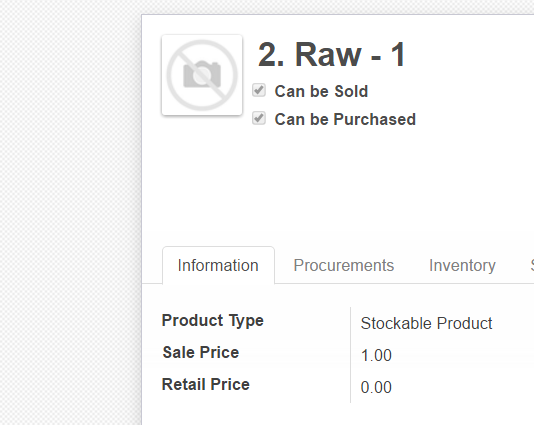 2. Raw - 1
Can be Sold
Can be Purchased
Information Procurements Inventory
Product Type Stockable Product
Sale Price 1.00
Retail Price 0.00